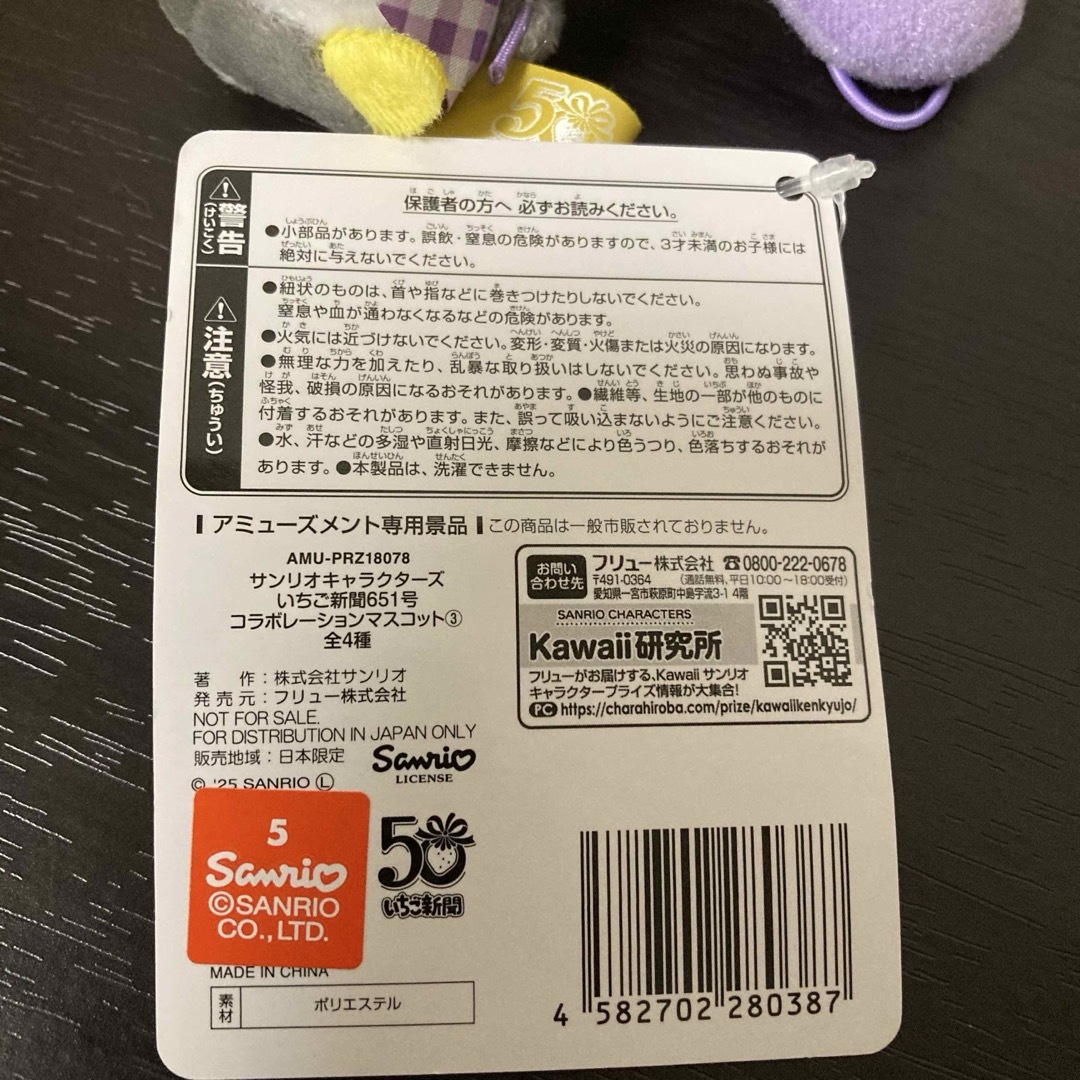 50
警告
(けいこく)
保護者の方へ 必ずお読みください。
●小部品があります。誤飲・窒息の危険がありますので、3才未満のお子様には
絶対に与えないでください。
注意
(ちゅうい)
●紐状のものは、首や指などに巻きつけたりしないでください。
窒息や血が通わなくなるなどの危険があります。
●火気には近づけないでください。変形・変質・火傷または火災の原因になります。
●無理な力を加えたり、乱暴な取り扱いはしないでください。思わぬ事故や
怪我、破損の原因になるおそれがあります。●繊維等、生地の一部が他のものに
付着するおそれがあります。また、誤って吸い込まないようにご注意ください。
●水、汗などの多湿や直射日光、摩擦などにより色うつり、色落ちするおそれが
あります。●本製品は、洗濯できません。
アミューズメント専用景品 この商品は一般市販されておりません。
AMU-PRZ18078
サンリオキャラクターズ
いちご新聞651号
コラボレーションマスコット③
全4種
著 作：株式会社サンリオ
発売元：フリュー株式会社
NOT FOR SALE.
FOR DISTRIBUTION IN JAPAN ONLY
販売地域：日本限定
Sanrio
LICENSE
© '25 SANRIO Ⓛ
お問い
合わせ先
フリュー株式会社 ☎0800-222-0678
〒491-0364 (通話無料、平日10:00～18:00受付)
愛知県一宮市萩原町中島字流3-1 4階
SANRIO CHARACTERS
Kawaii研究所
フリューがお届けする、Kawaii サンリオ
キャラクタープライズ情報が大集合!
PC https://charahiroba.com/prize/kawaiikenkyujo/
5
Sanrio
©SANRIO
CO.,LTD.
50
いちご新聞
MADE IN CHINA
素材 ポリエステル
4 582702 280387